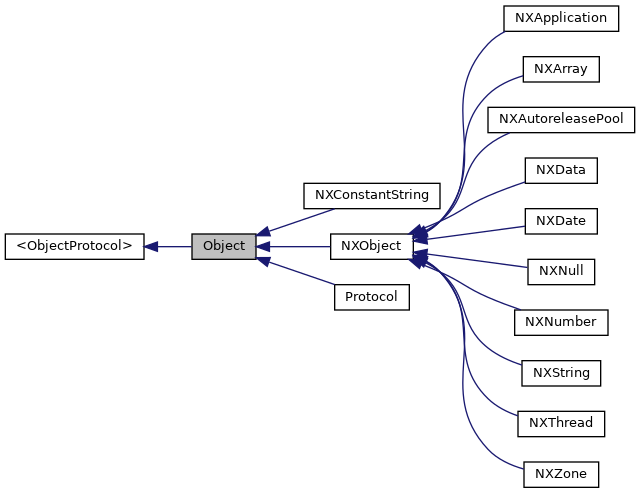 <ObjectProtocol>
Object
NXConstantString
NXObject
Protocol
NXApplication
NXArray
NXAutoreleasePool
NXData
NXDate
NXNull
NXNumber
NXString
NXThread
NXZone